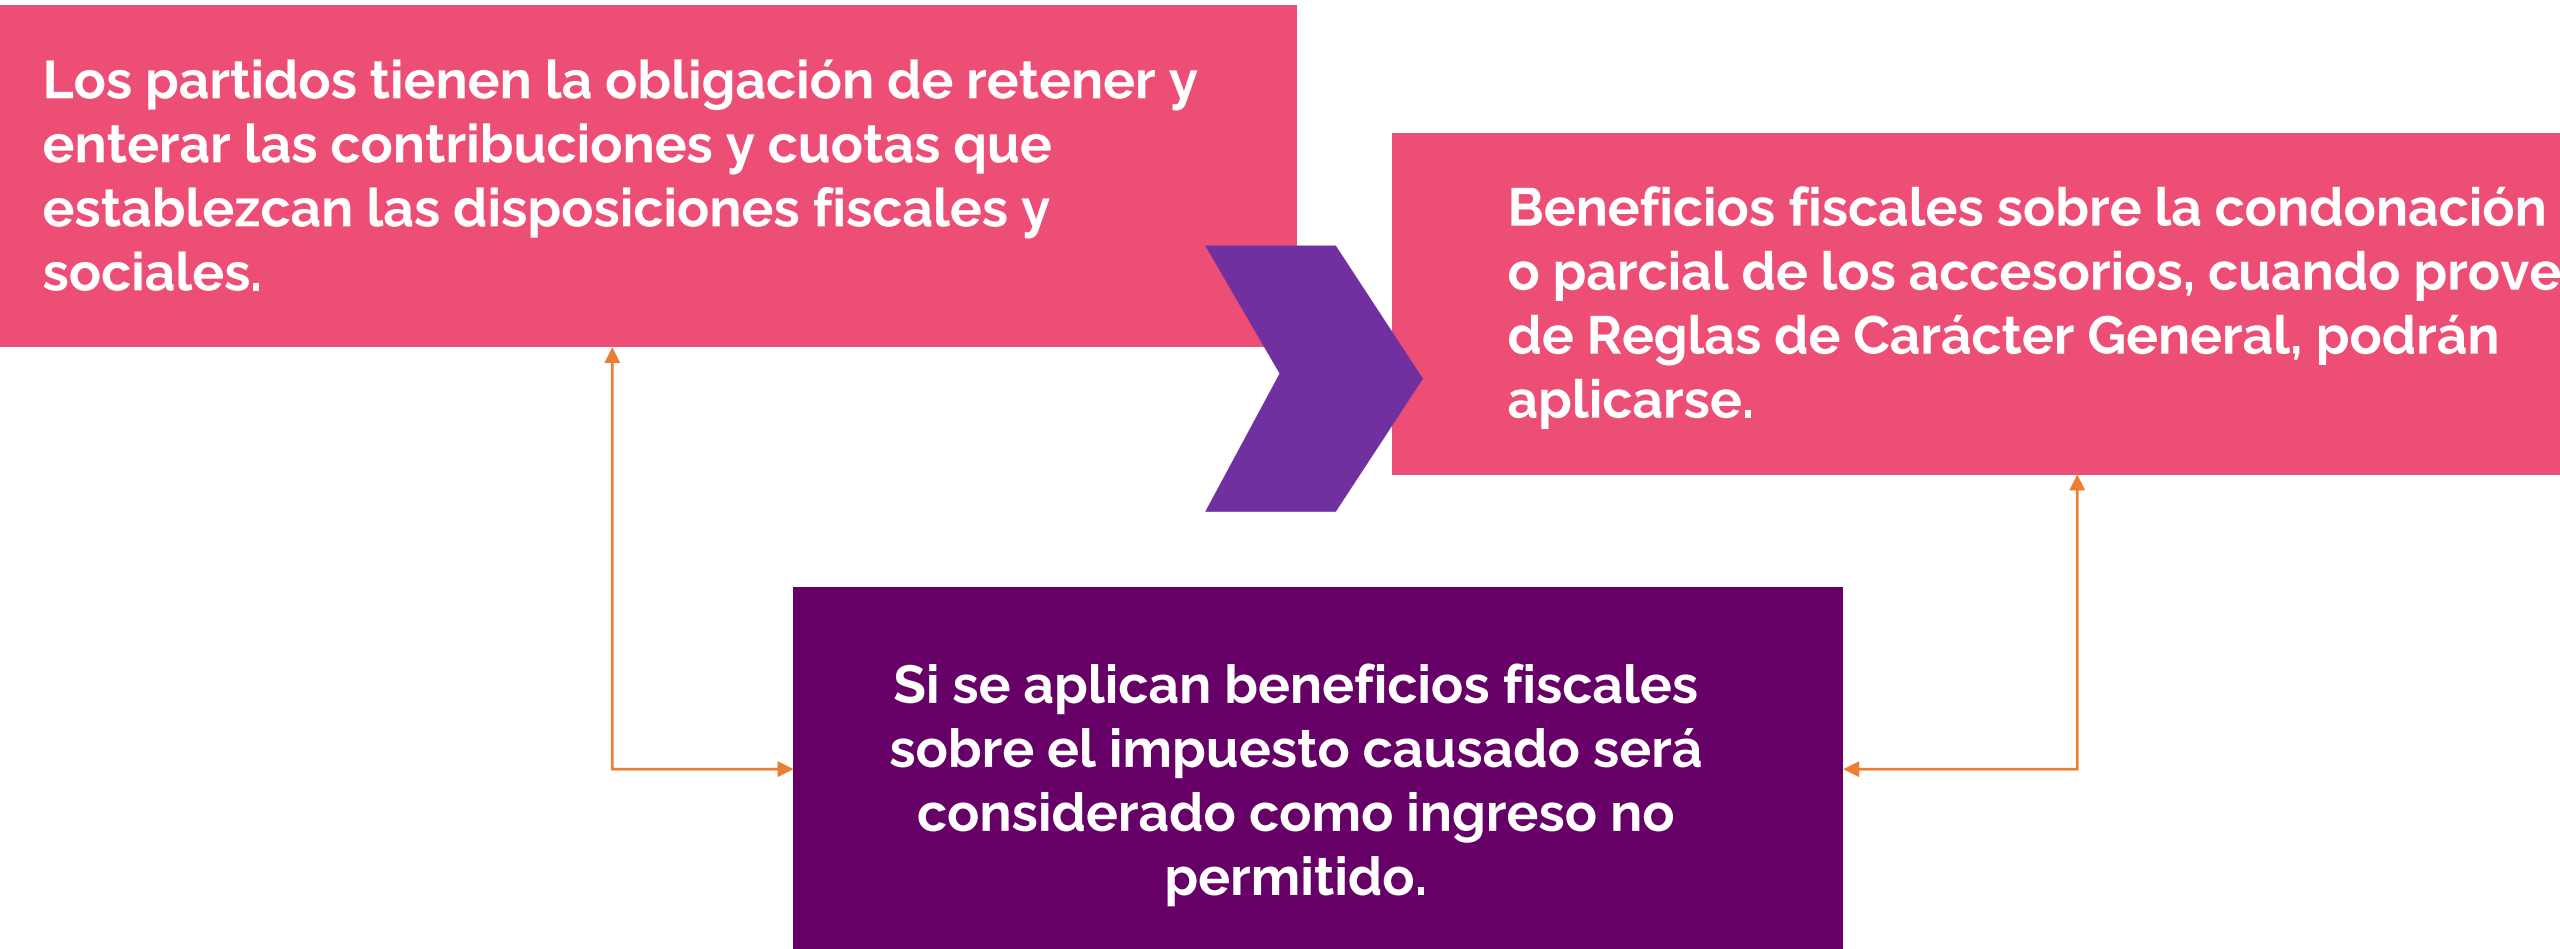 Los partidos tienen la obligación de retener y
enterar las contribuciones y cuotas que
establezcan las disposiciones fiscales y
sociales.
Beneficios fiscales sobre la condonación
o parcial de los accesorios, cuando prove
de Reglas de Carácter General, podrán
aplicarse.
Si se aplican beneficios fiscales
sobre el impuesto causado será
considerado como ingreso no
permitido.